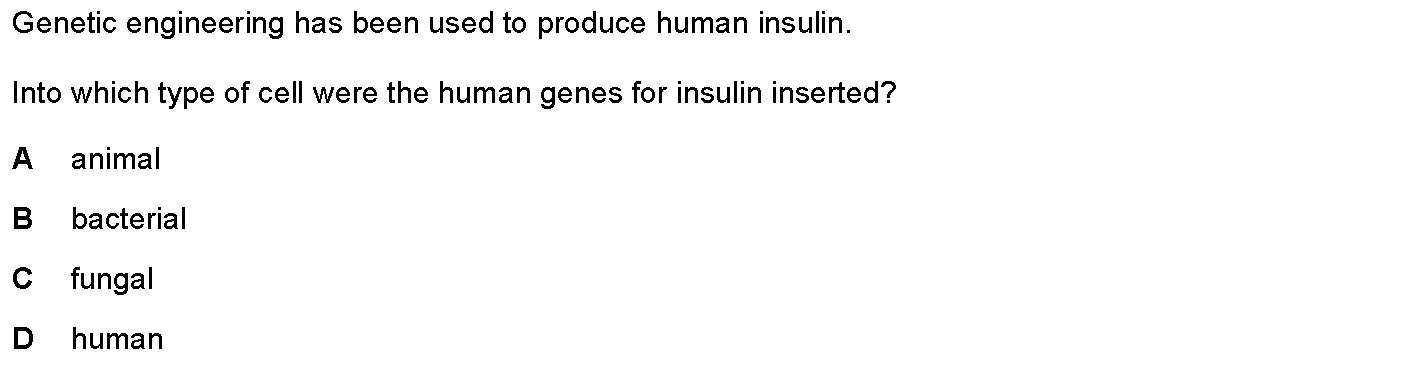 Genetic engineering has been used to produce human insulin.
Into which type of cell were the human genes for insulin inserted?
A animal
B bacterial
C fungal
D human